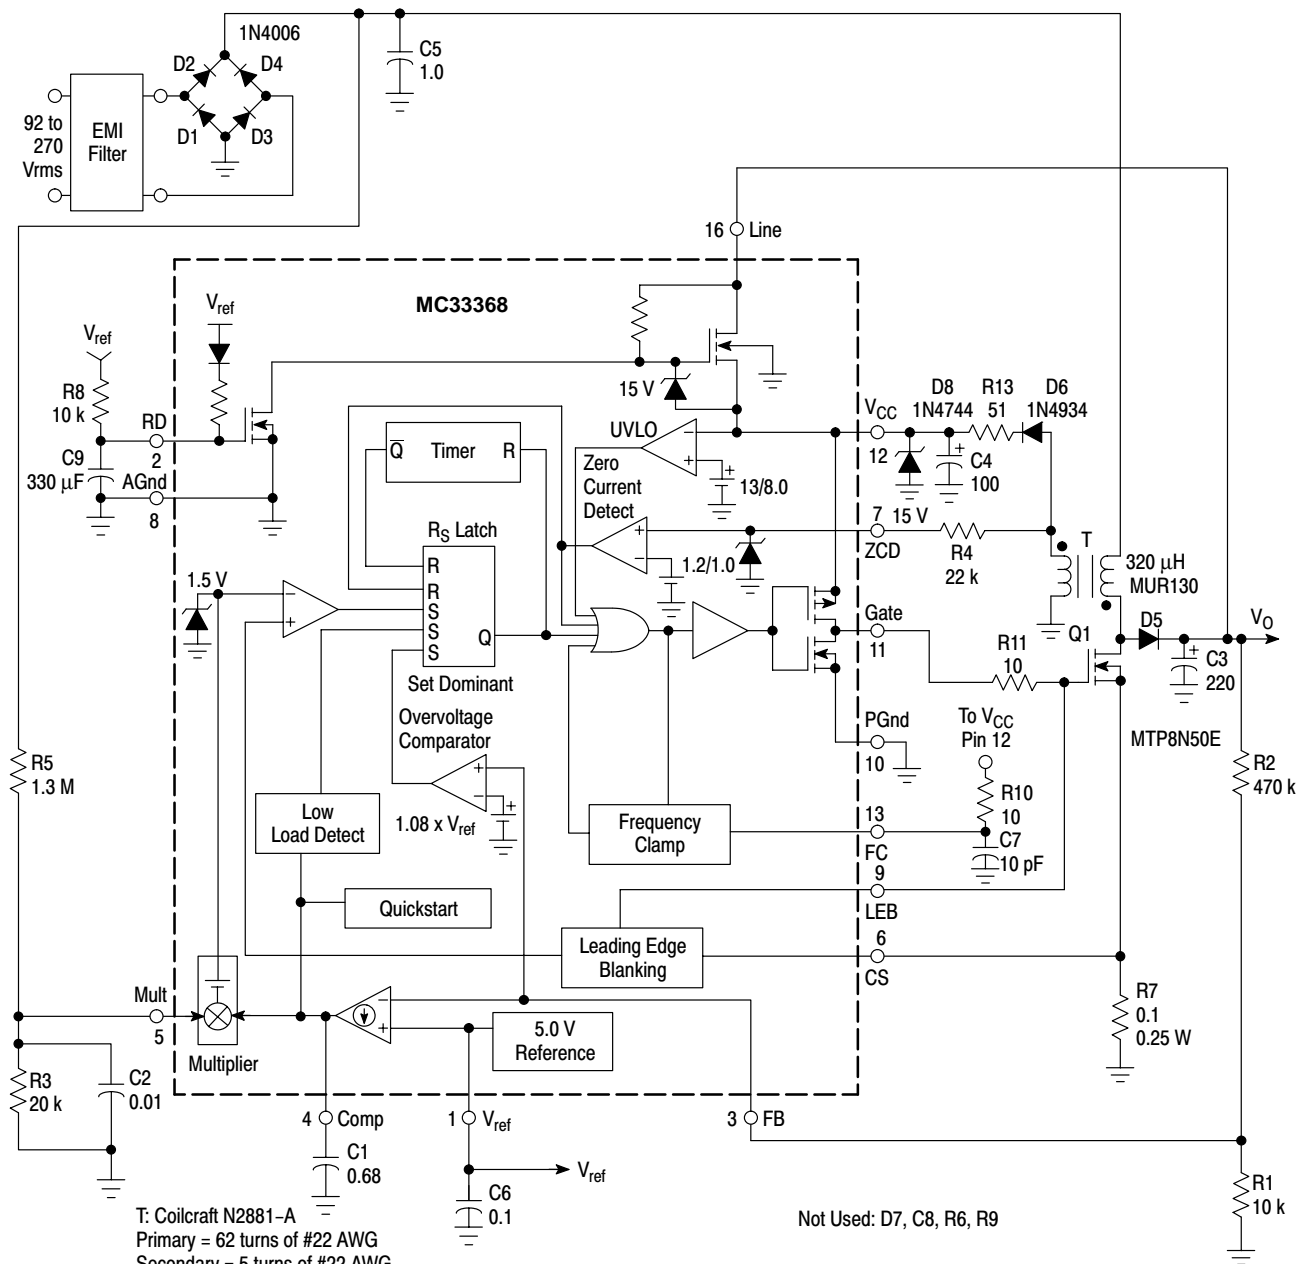 1N4006
D2
D4
D1
D3
C5
1.0
92 to
270
Vrms
EMI
Filter
16
Line
MC33368
Vref
Vref
R8
10 k
RD
2
C9
330 μF
AGnd
8
15 V
UVLO
VCC
12
D8
1N4744
R13
51
D6
1N4934
C4
100
13/8.0
Q̅
Timer
R
Zero
Current
Detect
RS Latch
R
R
S
S
S
Q
Set Dominant
7
15 V
ZCD
R4
22 k
1.2/1.0
T
320 μH
MUR130
1.5 V
Gate
11
R11
10
Q1
D5
VO
C3
220
MTP8N50E
Overvoltage
Comparator
1.08 x Vref
PGnd
10
To VCC
Pin 12
R10
10
C7
10 pF
R2
470 k
R5
1.3 M
Low
Load Detect
Frequency
Clamp
13
FC
9
LEB
Quickstart
Leading Edge
Blanking
6
CS
R7
0.1
0.25 W
Mult
5
Multiplier
5.0 V
Reference
R3
20 k
C2
0.01
4
Comp
1
Vref
3
FB
C1
0.68
Vref
C6
0.1
R1
10 k
T: Coilcraft N2881-A
Primary = 62 turns of #22 AWG
Secondary = 5 turns of #22 AWG
Not Used: D7, C8, R6, R9